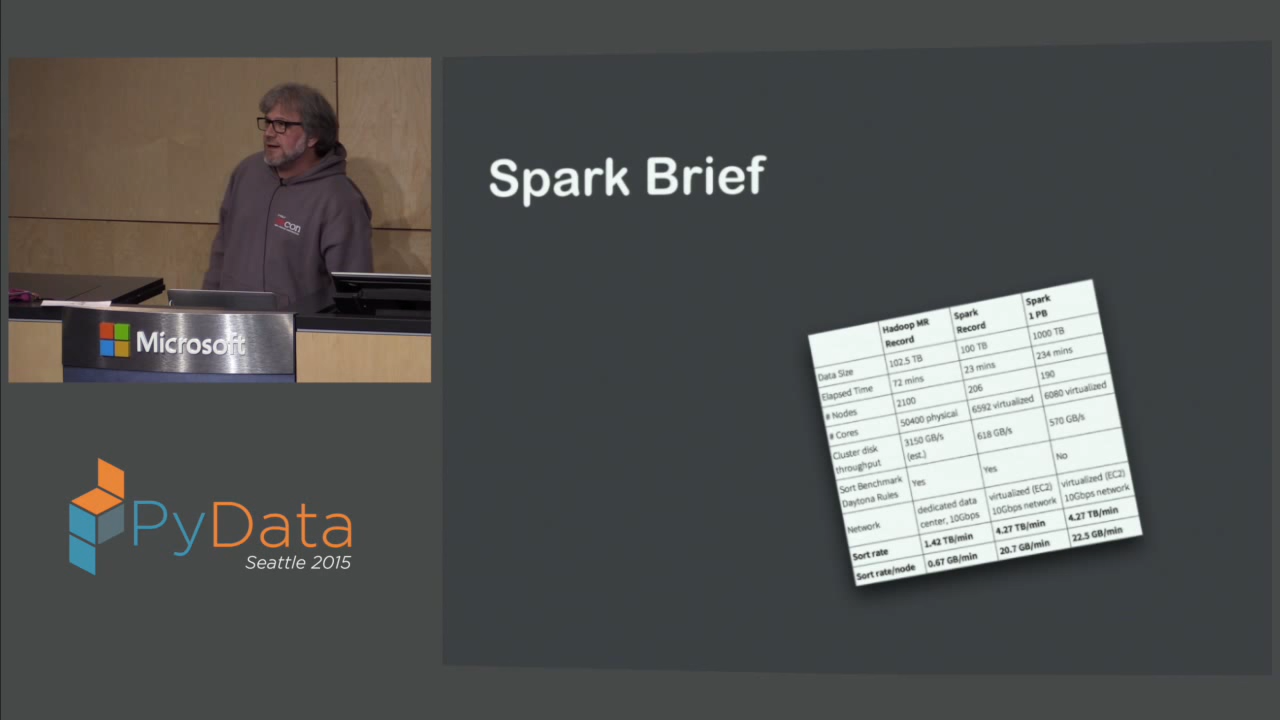 Spark Brief
Hadoop MR Record | Spark Record | Spark 1 PB
Data Size | 102.5 TB | 100 TB | 1000 TB
Elapsed Time | 72 mins | 23 mins | 234 mins
# Nodes | 2100 | 206 | 190
# Cores | 50400 physical | 6592 virtualized | 6080 virtualized
Cluster disk throughput | 3150 GB/s (est.) | 618 GB/s | 570 GB/s
Sort Benchmark Daytona Rules | Yes | Yes | No
Network | dedicated data center, 10Gbps | virtualized (EC2) 10Gbps network | virtualized (EC2) 10Gbps network
Sort rate | 1.42 TB/min | 4.27 TB/min | 4.27 TB/min
Sort rate/node | 0.67 GB/min | 20.7 GB/min | 22.5 GB/min
Microsoft
PyData
Seattle 2015